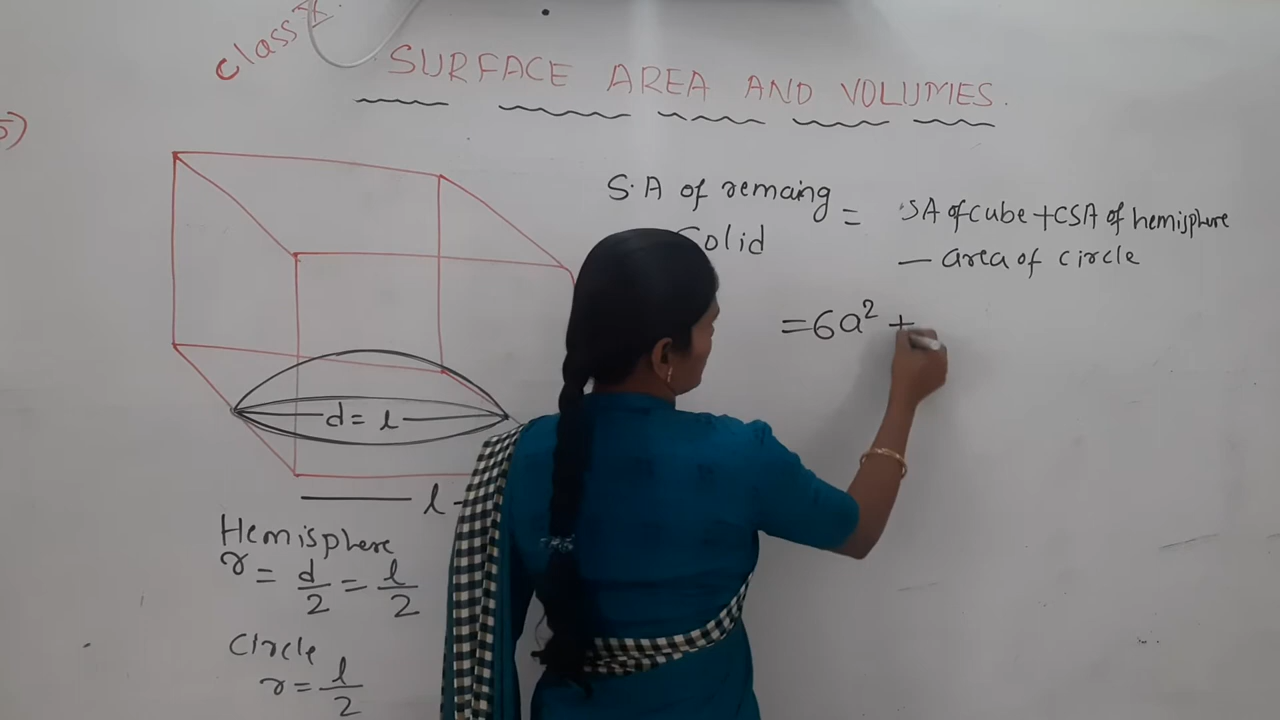 Class X.
SURFACE AREA AND VOLUMES.
5)
S.A of remaing = SA of cube + CSA of hemisphere
Solid — area of circle
= 6a² +
d = l
l
Hemisphere
r = d/2 = l/2
Circle
r = l/2